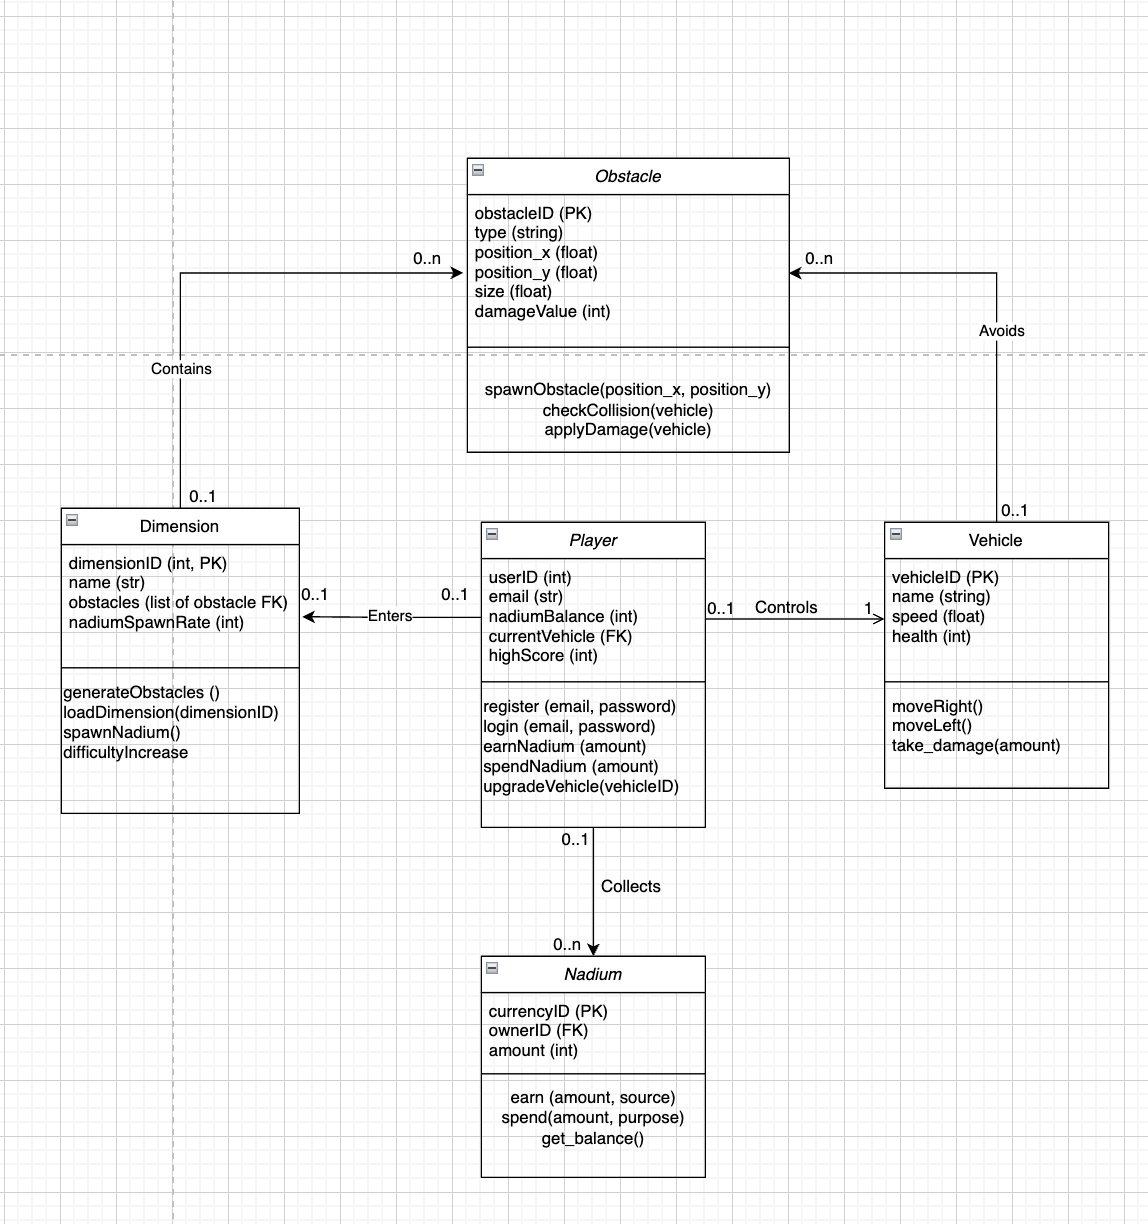 Obstacle
obstacleID (PK)
type (string)
position_x (float)
position_y (float)
size (float)
damageValue (int)
spawnObstacle(position_x, position_y)
checkCollision(vehicle)
applyDamage(vehicle)
0..n
0..n
Contains
Avoids
0..1
0..1
Dimension
dimensionID (int, PK)
name (str)
obstacles (list of obstacle FK)
nadiumSpawnRate (int)
generateObstacles ()
loadDimension(dimensionID)
spawnNadium()
difficultyIncrease
0..1
Enters
0..1
Player
userID (int)
email (str)
nadiumBalance (int)
currentVehicle (FK)
highScore (int)
register (email, password)
login (email, password)
earnNadium (amount)
spendNadium (amount)
upgradeVehicle(vehicleID)
0..1
Controls
1
Vehicle
vehicleID (PK)
name (string)
speed (float)
health (int)
moveRight()
moveLeft()
take_damage(amount)
0..1
Collects
0..n
Nadium
currencyID (PK)
ownerID (FK)
amount (int)
earn (amount, source)
spend(amount, purpose)
get_balance()